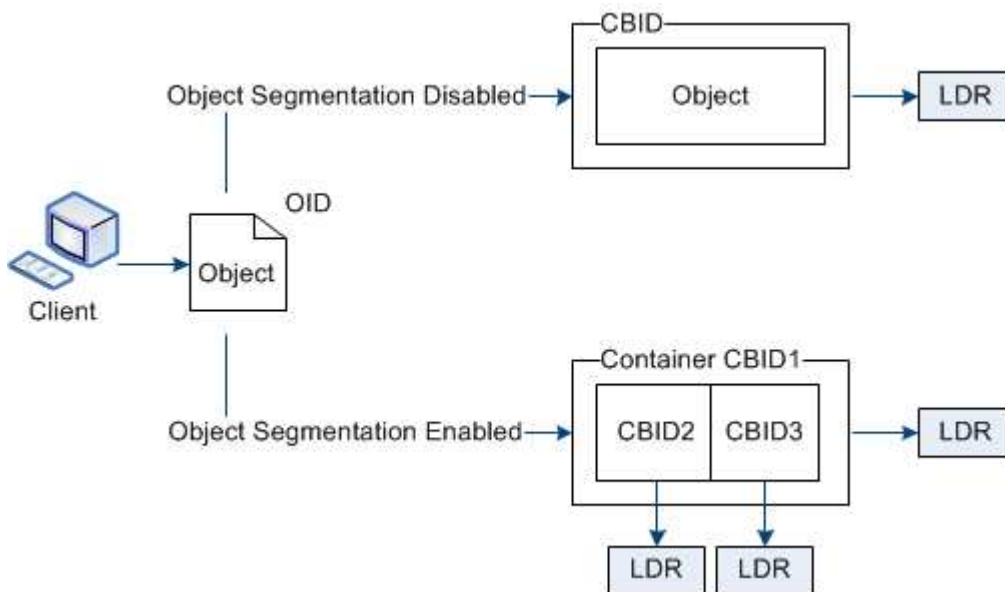 CBID
Object Segmentation Disabled
Object
LDR
OID
Object
Client
Container CBID1
Object Segmentation Enabled
CBID2
CBID3
LDR
LDR
LDR